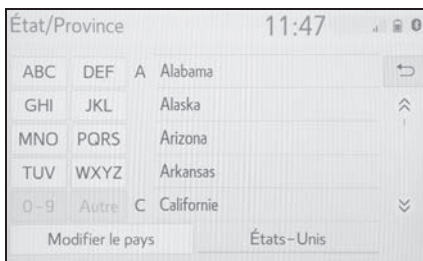 État/Province 11:47
ABC DEF A Alabama
GHI JKL Alaska
MNO PQRS Arizona
TUV WXYZ Arkansas
0-9 Autre C Californie
Modifier le pays États-Unis